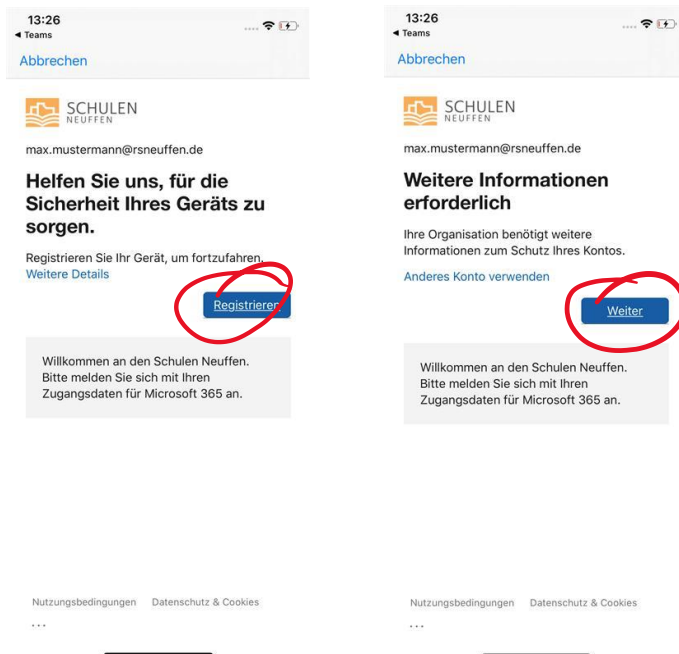 13:26
◀ Teams
Abbrechen
SCHULEN
NEUFFEN
max.mustermann@rsneuffen.de
Helfen Sie uns, für die
Sicherheit Ihres Geräts zu
sorgen.
Registrieren Sie Ihr Gerät, um fortzufahren.
Weitere Details
Registrieren
Willkommen an den Schulen Neuffen.
Bitte melden Sie sich mit Ihren
Zugangsdaten für Microsoft 365 an.
Nutzungsbedingungen Datenschutz & Cookies
...
13:26
◀ Teams
Abbrechen
SCHULEN
NEUFFEN
max.mustermann@rsneuffen.de
Weitere Informationen
erforderlich
Ihre Organisation benötigt weitere
Informationen zum Schutz Ihres Kontos.
Anderes Konto verwenden
Weiter
Willkommen an den Schulen Neuffen.
Bitte melden Sie sich mit Ihren
Zugangsdaten für Microsoft 365 an.
Nutzungsbedingungen Datenschutz & Cookies
...